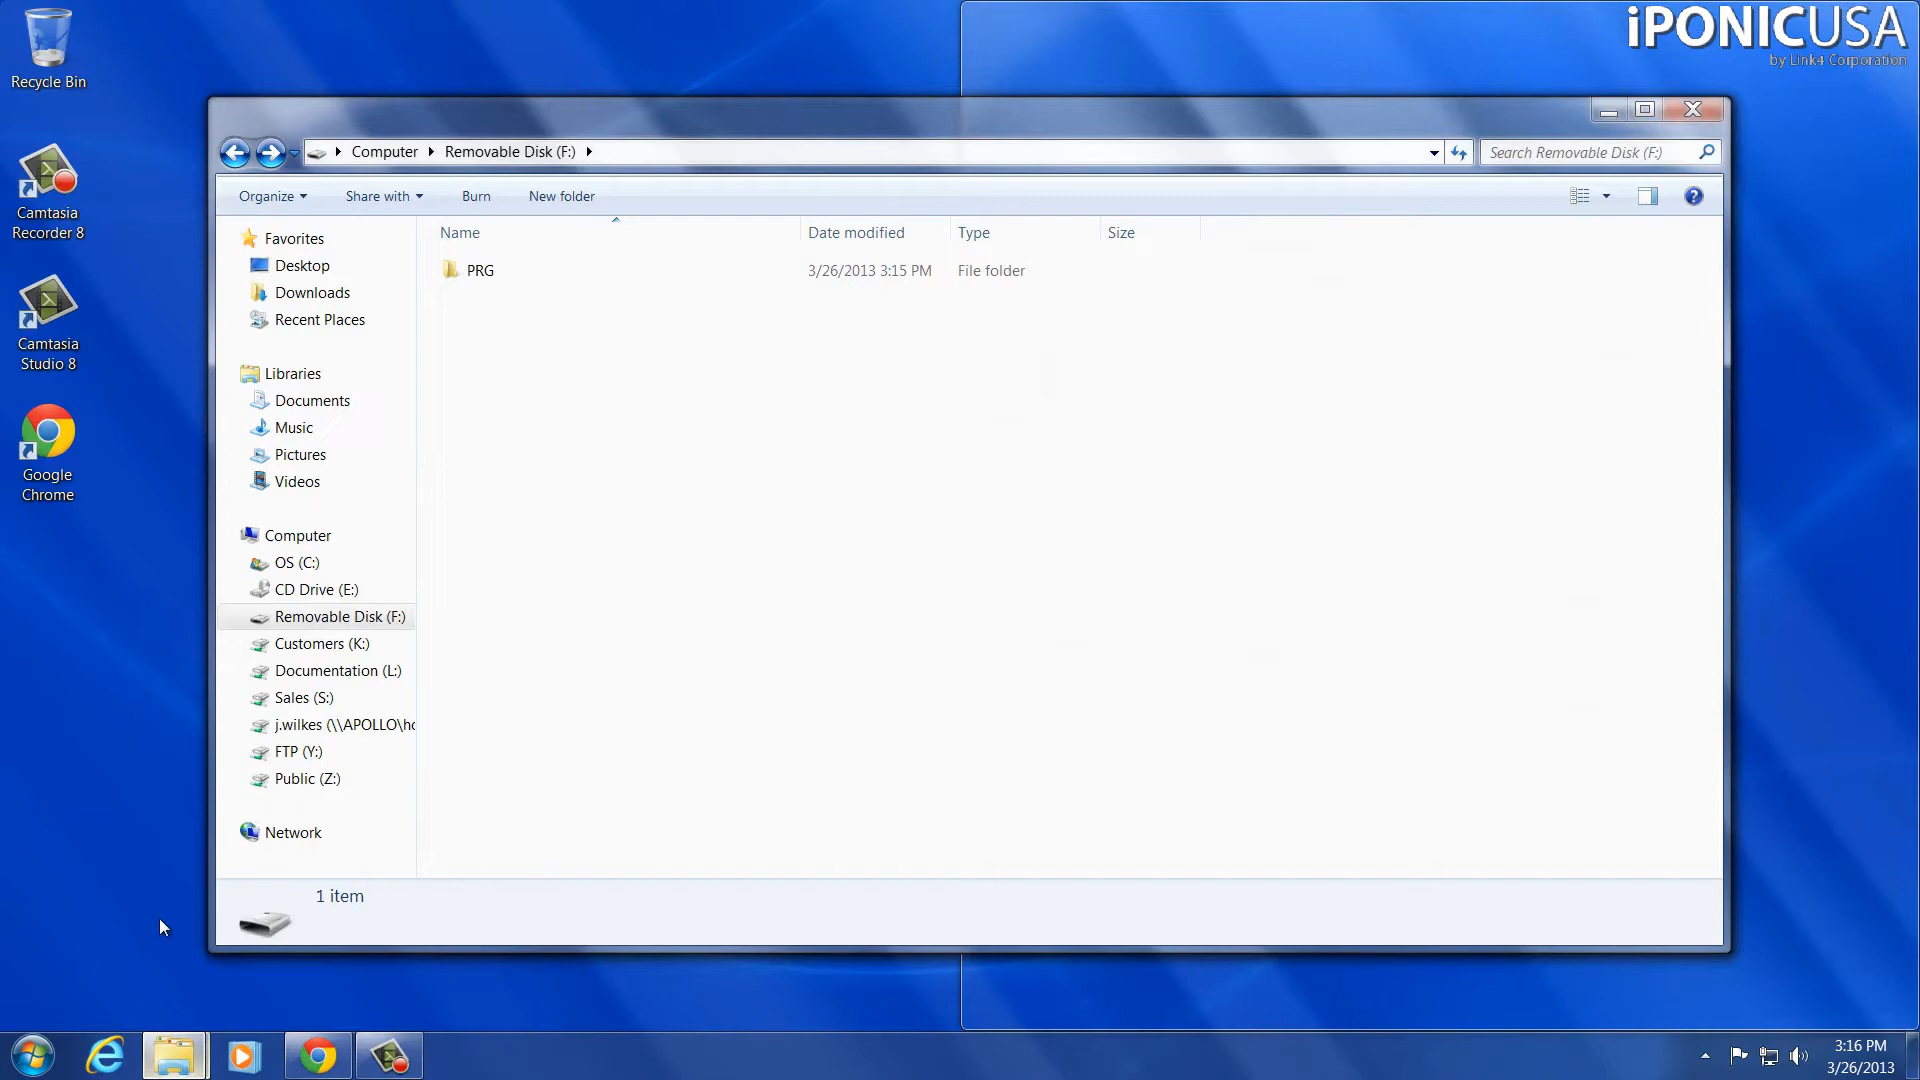 iPONICUSA
by Link4 Corporation
Recycle Bin
Camtasia
Recorder 8
Camtasia
Studio 8
Google
Chrome
Computer
Removable Disk (F:)
Search Removable Disk (F:)
Organize
Share with
Burn
New folder
Name
Date modified
Type
Size
PRG
3/26/2013 3:15 PM
File folder
Favorites
Desktop
Downloads
Recent Places
Libraries
Documents
Music
Pictures
Videos
Computer
OS (C:)
CD Drive (E:)
Removable Disk (F:)
Customers (K:)
Documentation (L:)
Sales (S:)
j.wilkes (\\APOLLO\ho
FTP (Y:)
Public (Z:)
Network
1 item
3:16 PM
3/26/2013